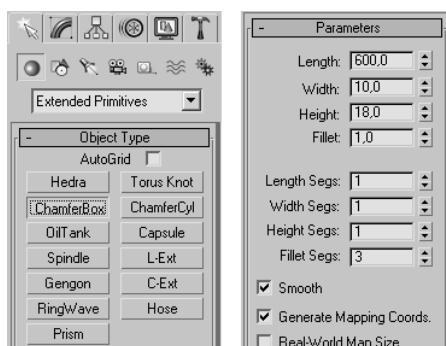 Extended Primitives
- Object Type
AutoGrid
Hedra Torus Knot
ChamferBox ChamferCyl
OilTank Capsule
Spindle L-Ext
Gengon C-Ext
RingWave Hose
Prism
- Parameters
Length: 600,0
Width: 10,0
Height: 18,0
Fillet: 1,0
Length Segs: 1
Width Segs: 1
Height Segs: 1
Fillet Segs: 3
Smooth
Generate Mapping Coords.
Real-World Map Size